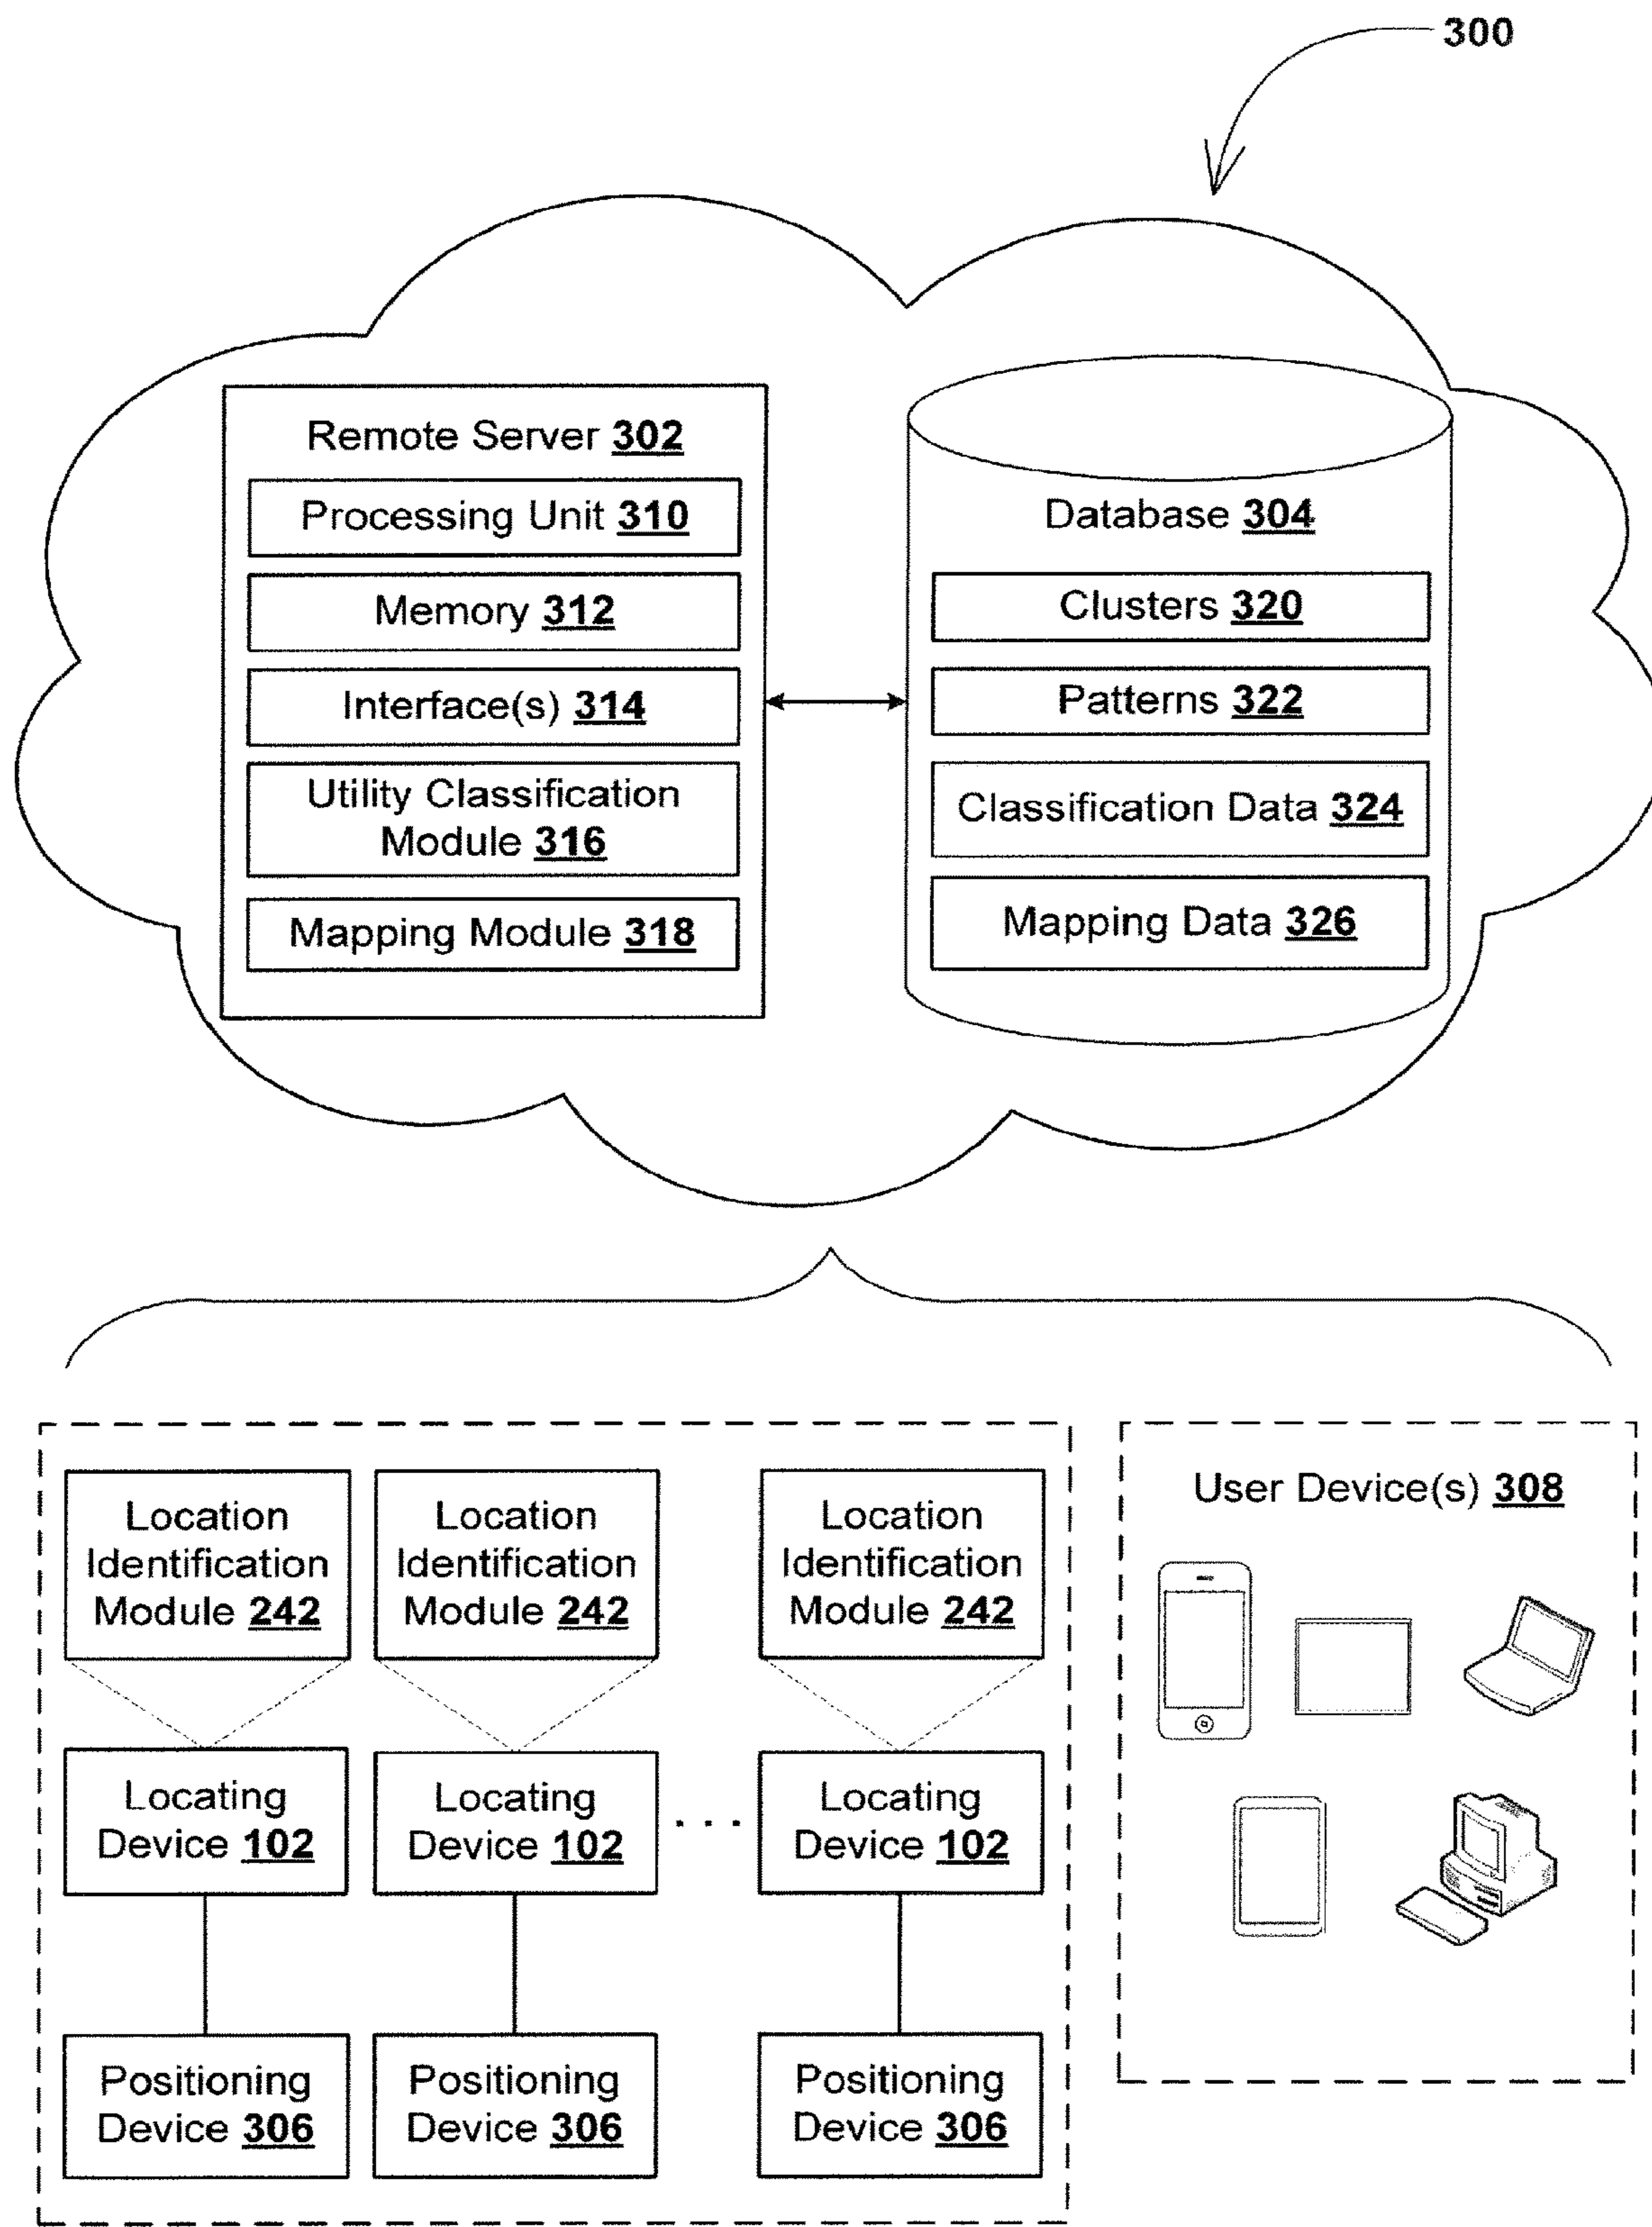 300
Remote Server 302
Processing Unit 310
Memory 312
Interface(s) 314
Utility Classification
Module 316
Mapping Module 318
Database 304
Clusters 320
Patterns 322
Classification Data 324
Mapping Data 326
Location
Identification
Module 242
Location
Identification
Module 242
Location
Identification
Module 242
Locating
Device 102
Locating
Device 102
. . .
Locating
Device 102
Positioning
Device 306
Positioning
Device 306
Positioning
Device 306
User Device(s) 308